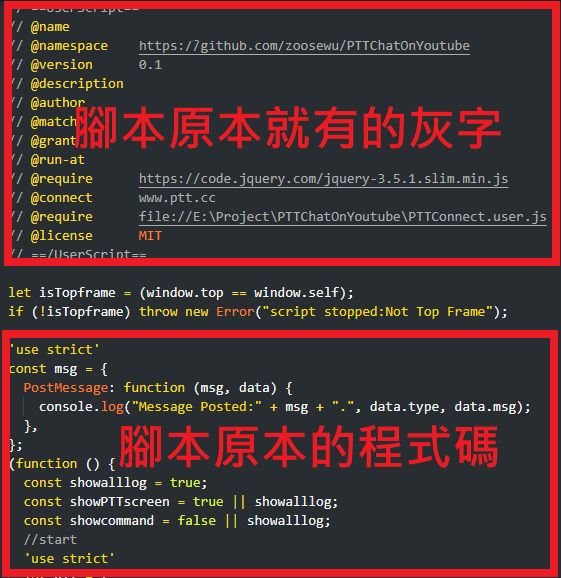 // ==UserScript==
// @name
// @namespace https://github.com/zoosewu/PTTChatOnYoutube
// @version 0.1
// @description
// @author
// @match
// @grant
// @run-at
腳本原本就有的灰字
// @require https://code.jquery.com/jquery-3.5.1.slim.min.js
// @connect www.ptt.cc
// @require file://E:\Project\PTTChatOnYoutube\PTTConnect.user.js
// @license MIT
// ==/UserScript==
let isTopframe = (window.top == window.self);
if (!isTopframe) throw new Error("script stopped:Not Top Frame");
'use strict'
const msg = {
PostMessage: function (msg, data) {
console.log("Message Posted:" + msg + ".", data.type, data.msg);
},
};
腳本原本的程式碼
(function () {
const showalllog = true;
const showPTTscreen = true || showalllog;
const showcommand = false || showalllog;
//start
'use strict'